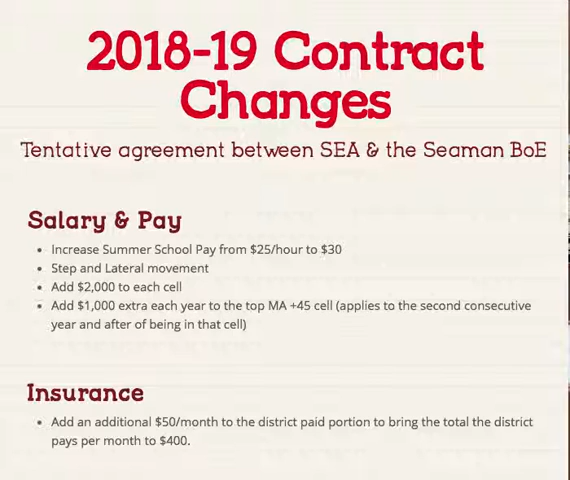 2018-19 Contract
Changes
Tentative agreement between SEA & the Seaman BoE
Salary & Pay
• Increase Summer School Pay from $25/hour to $30
• Step and Lateral movement
• Add $2,000 to each cell
• Add $1,000 extra each year to the top MA +45 cell (applies to the second consecutive
year and after of being in that cell)
Insurance
• Add an additional $50/month to the district paid portion to bring the total the district
pays per month to $400.